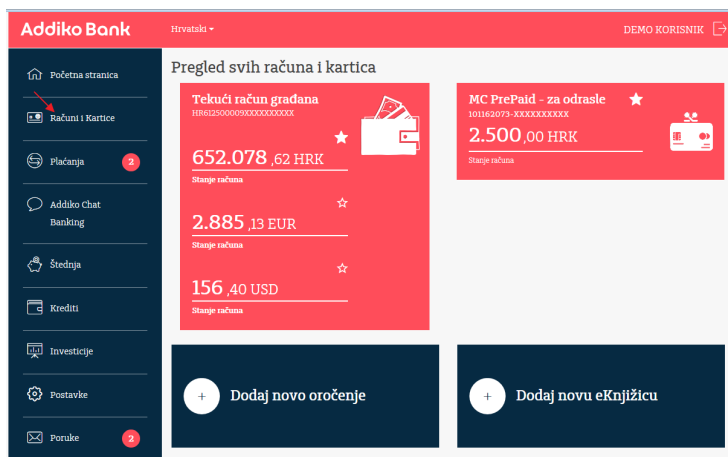 Addiko Bank
Hrvatski
DEMO KORISNIK
Početna stranica
Računi i Kartice
Plaćanja
2
Addiko Chat
Banking
Štednja
Krediti
Investicije
Postavke
Poruke
2
Pregled svih računa i kartica
Tekući račun građana
HR612500009XXXXXXXXXX
652.078 ,62 HRK
Stanje računa
2.885 ,13 EUR
Stanje računa
156 ,40 USD
Stanje računa
MC PrePaid - za odrasle
101162073-XXXXXXXXXX
2.500 ,00 HRK
Stanje računa
+ Dodaj novo oročenje
+ Dodaj novu eKnjižicu